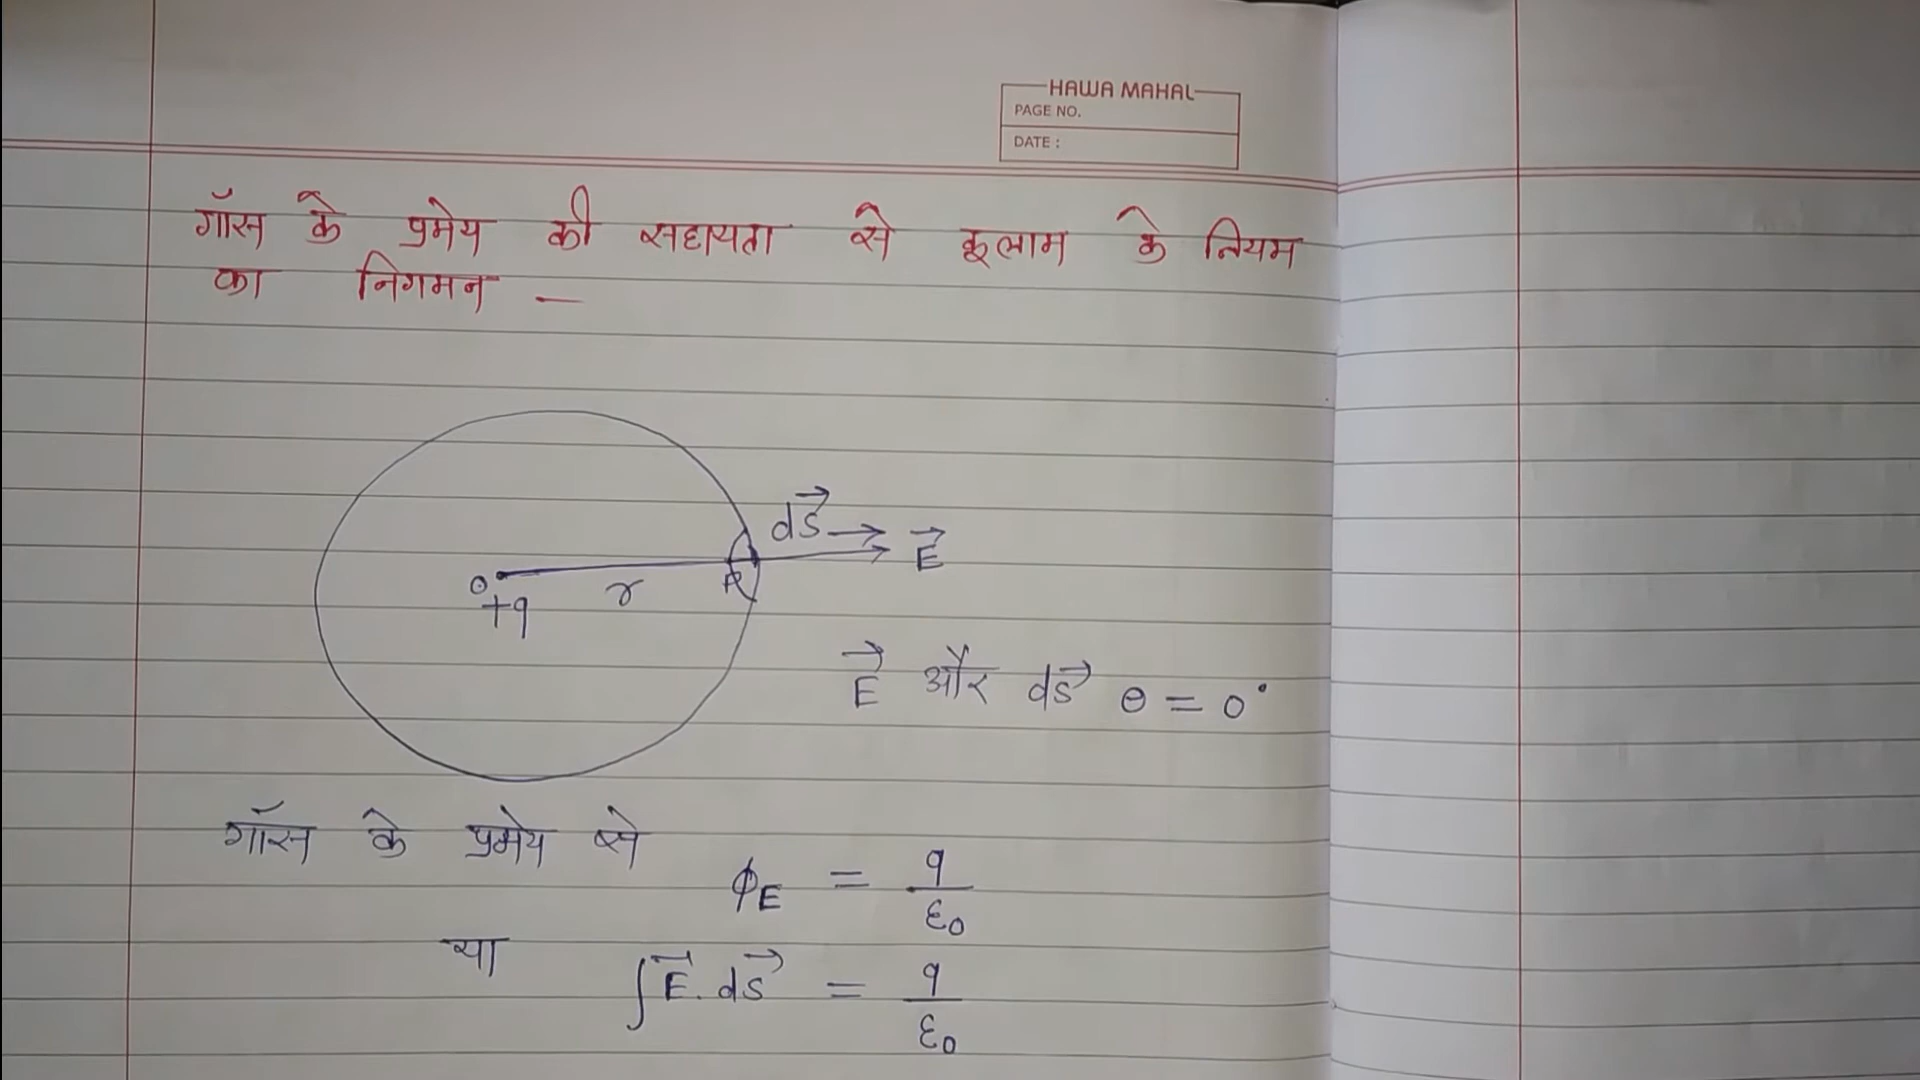 HAWA MAHAL
PAGE NO.
DATE :
गॉस के प्रमेय की सहायता से कूलाम के नियम
का निगमन —
ds⃗ → E⃗
O
+q r A
E⃗ और ds⃗ θ = 0°
गॉस के प्रमेय से
ϕE = q/ε0
या ∫E⃗. ds⃗ = q/ε0